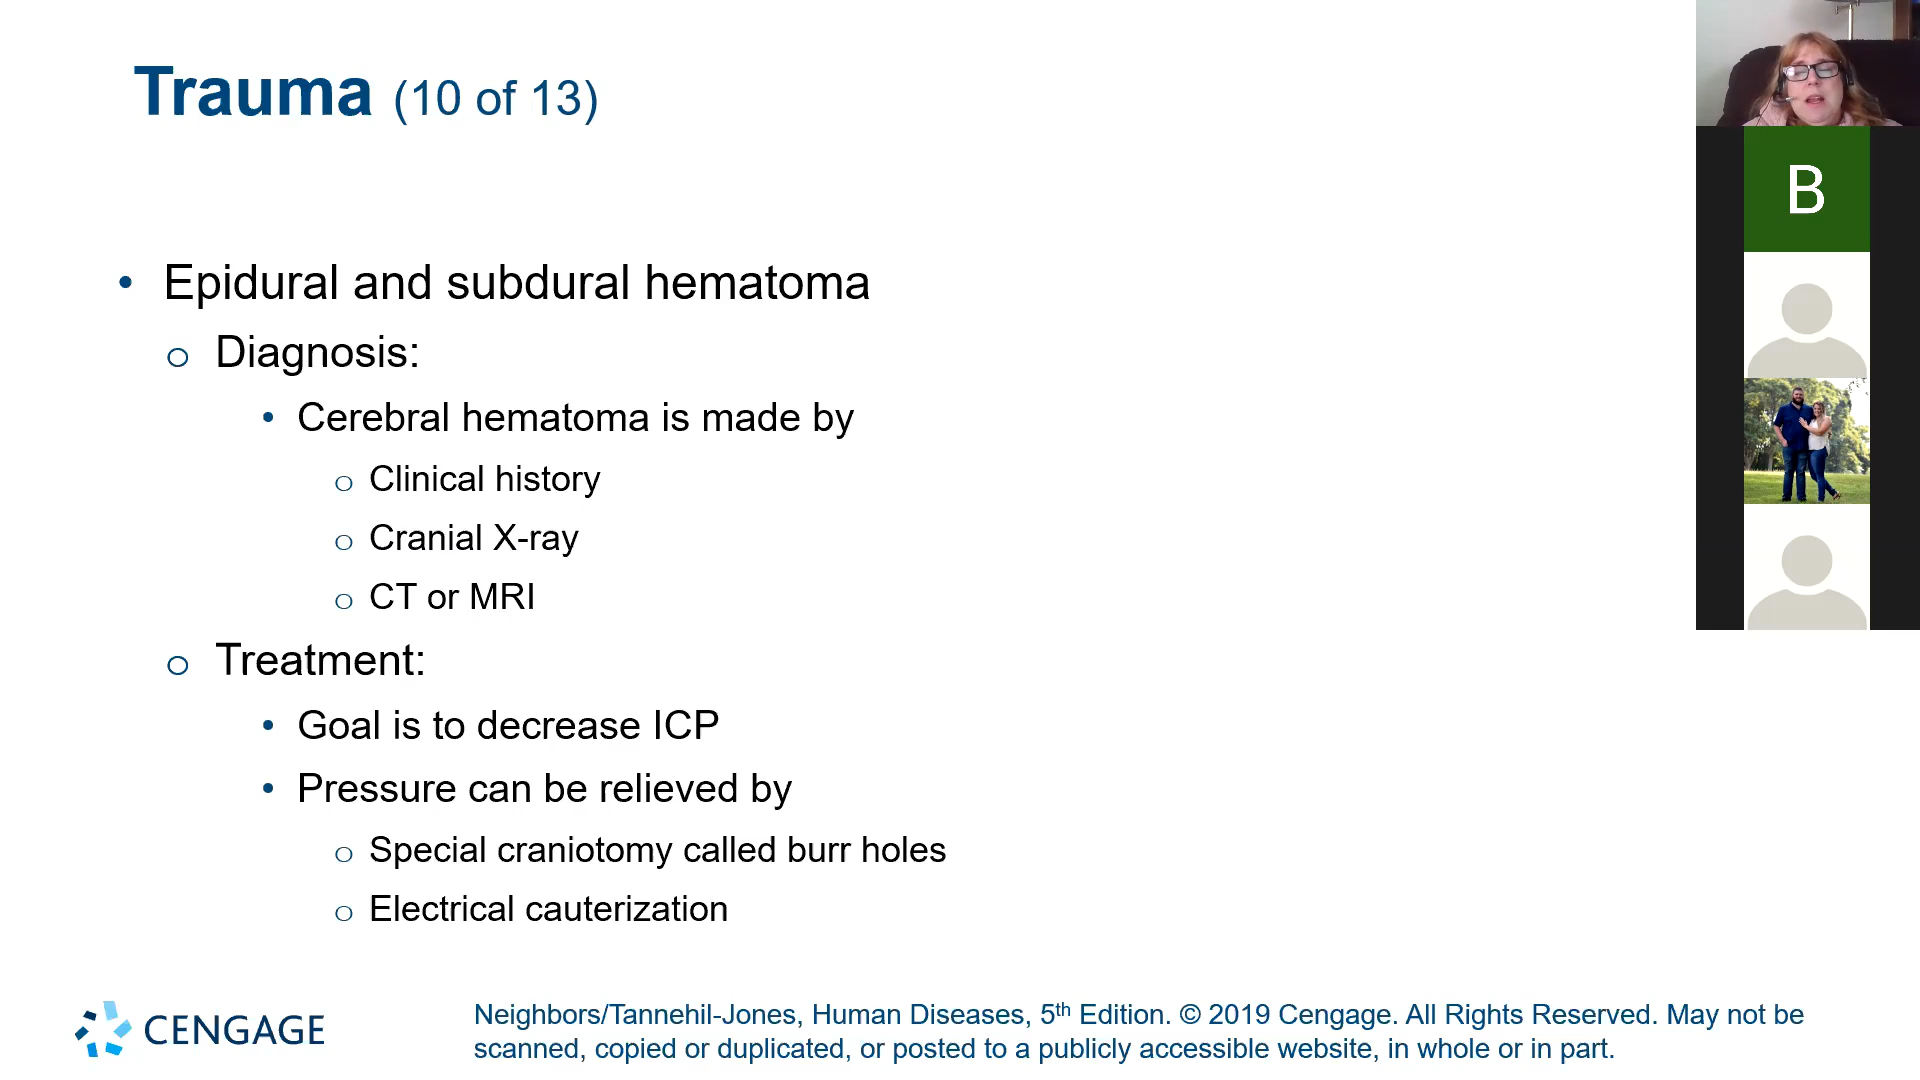 Trauma (10 of 13)
B
• Epidural and subdural hematoma
o Diagnosis:
• Cerebral hematoma is made by
o Clinical history
o Cranial X-ray
o CT or MRI
o Treatment:
• Goal is to decrease ICP
• Pressure can be relieved by
o Special craniotomy called burr holes
o Electrical cauterization
CENGAGE
Neighbors/Tannehil-Jones, Human Diseases, 5th Edition. © 2019 Cengage. All Rights Reserved. May not be
scanned, copied or duplicated, or posted to a publicly accessible website, in whole or in part.